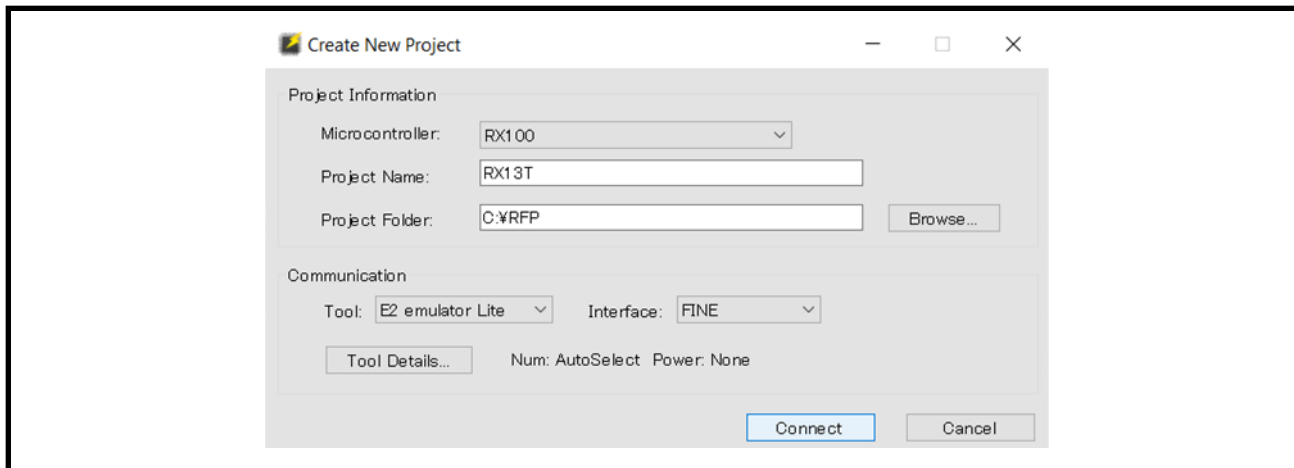 Create New Project
Project Information
Microcontroller: RX100
Project Name: RX13T
Project Folder: C:¥RFP Browse...
Communication
Tool: E2 emulator Lite Interface: FINE
Tool Details... Num: AutoSelect Power: None
Connect Cancel